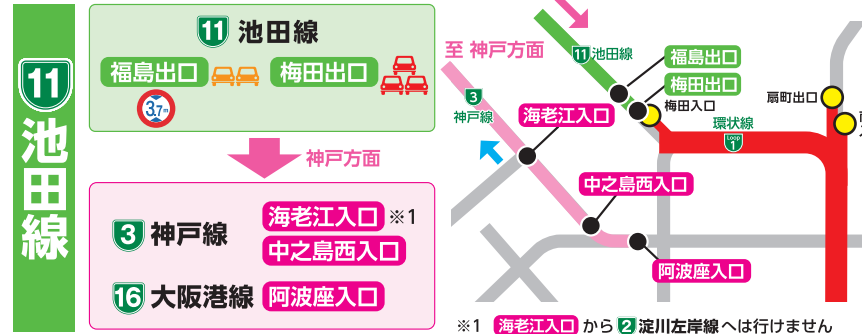 11
池田線
11 池田線
福島出口 梅田出口
3.7m
神戸方面
3 神戸線 海老江入口 ※1
中之島西入口
16 大阪港線 阿波座入口
至 神戸方面
11 池田線
福島出口
梅田出口
梅田入口
扇町出口
3
神戸線
海老江入口
環状線
Loop
1
中之島西入口
阿波座入口
※1 海老江入口 から 2 淀川左岸線 へは行けません